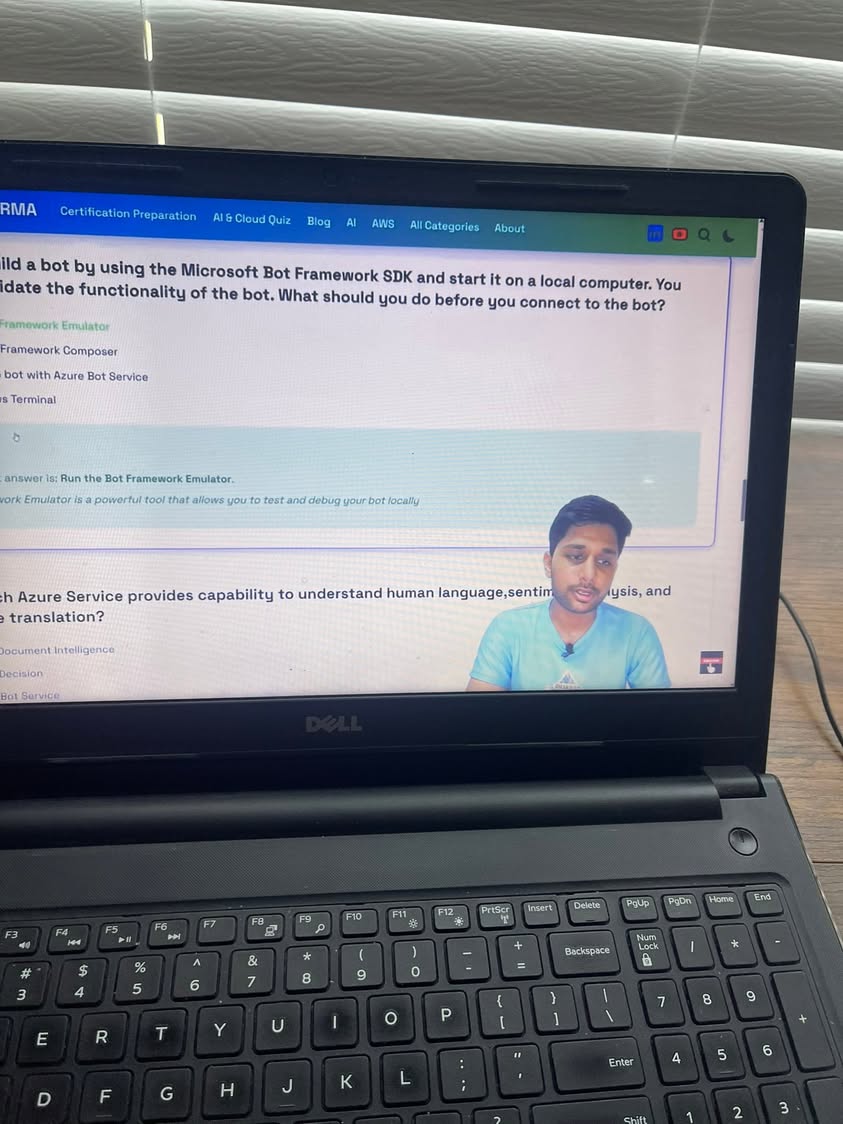 RMA Certification Preparation AI & Cloud Quiz Blog AI AWS All Categories About
ild a bot by using the Microsoft Bot Framework SDK and start it on a local computer. You
idate the functionality of the bot. What should you do before you connect to the bot?
Framework Emulator
Framework Composer
bot with Azure Bot Service
s Terminal
answer is: Run the Bot Framework Emulator.
work Emulator is a powerful tool that allows you to test and debug your bot locally
ch Azure Service provides capability to understand human language,sentim lysis, and
e translation?
Document Intelligence
Decision
Bot Service
DELL
F3 F4 F5 F6 F7 F8 F9 F10 F11 F12 PrtScr Insert Delete PgUp PgDn Home End
# $ % ^ & * ( ) _ + Backspace Num Lock / * -
3 4 5 6 7 8 9 0 - =
E R T Y U I O P { [ } ] | \ 7 8 9 +
D F G H J K L : ; " ' Enter 4 5 6
? Shift 1 2 3